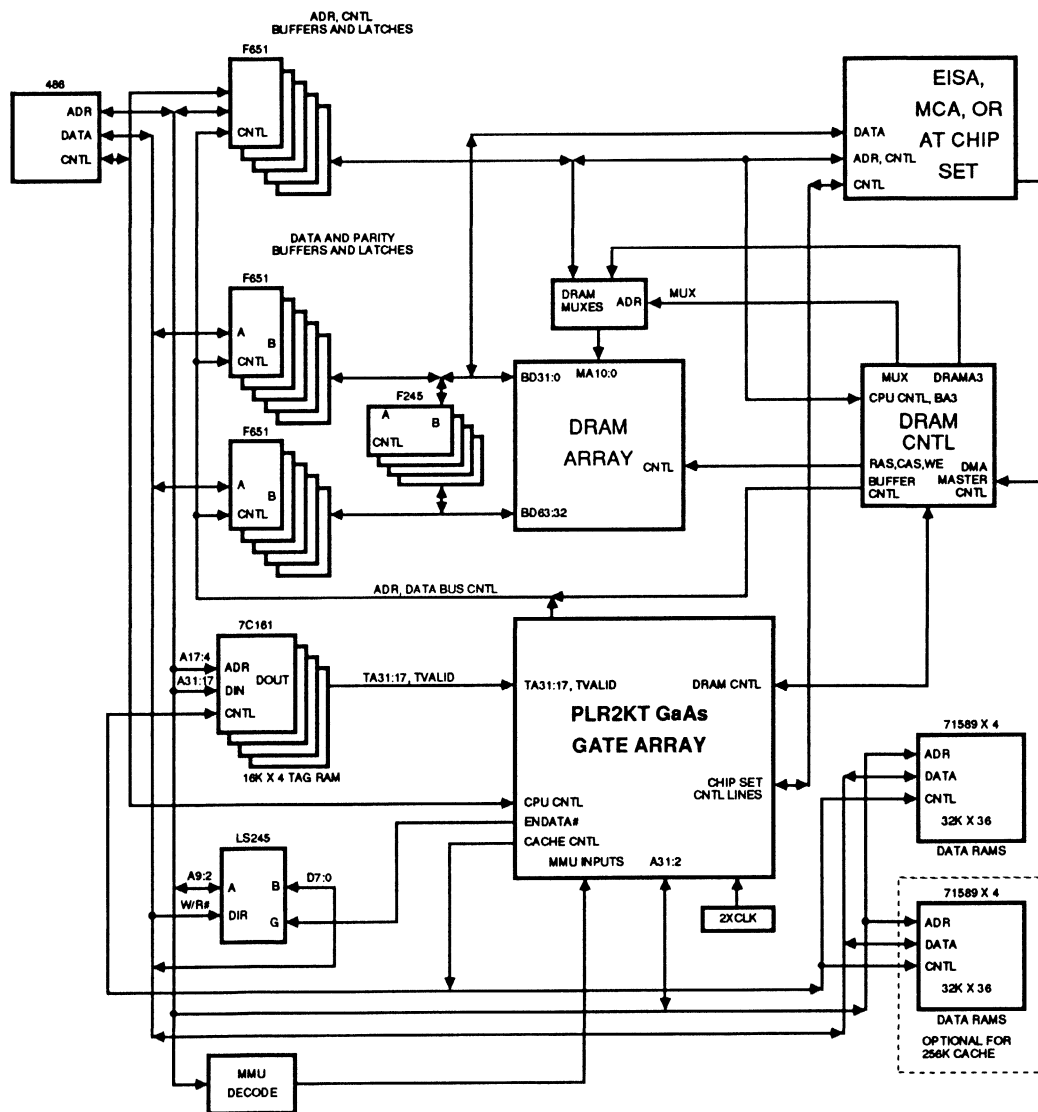 ADR, CNTL
BUFFERS AND LATCHES
F651
CNTL
486
ADR
DATA
CNTL
EISA,
MCA, OR
AT CHIP
SET
DATA
ADR, CNTL
CNTL
DATA AND PARITY
BUFFERS AND LATCHES
F651
A
B
CNTL
F651
A
B
CNTL
F245
A
B
CNTL
DRAM
MUXES
ADR
MUX
MA10:0
BD31:0
DRAM
ARRAY
CNTL
BD63:32
MUX
DRAMA3
CPU CNTL, BA3
DRAM
CNTL
RAS,CAS,WE
BUFFER
CNTL
DMA
MASTER
CNTL
ADR, DATA BUS CNTL
7C161
A17:4
ADR
DOUT
A31:17
DIN
CNTL
16K X 4 TAG RAM
TA31:17, TVALID
TA31:17, TVALID
DRAM CNTL
PLR2KT GaAs
GATE ARRAY
CHIP SET
CNTL LINES
CPU CNTL
ENDATA#
CACHE CNTL
MMU INPUTS
A31:2
2XCLK
LS245
A9:2
A
B
D7:0
W/R#
DIR
G
MMU
DECODE
71589 X 4
ADR
DATA
CNTL
32K X 36
DATA RAMS
71589 X 4
ADR
DATA
CNTL
32K X 36
DATA RAMS
OPTIONAL FOR
256K CACHE